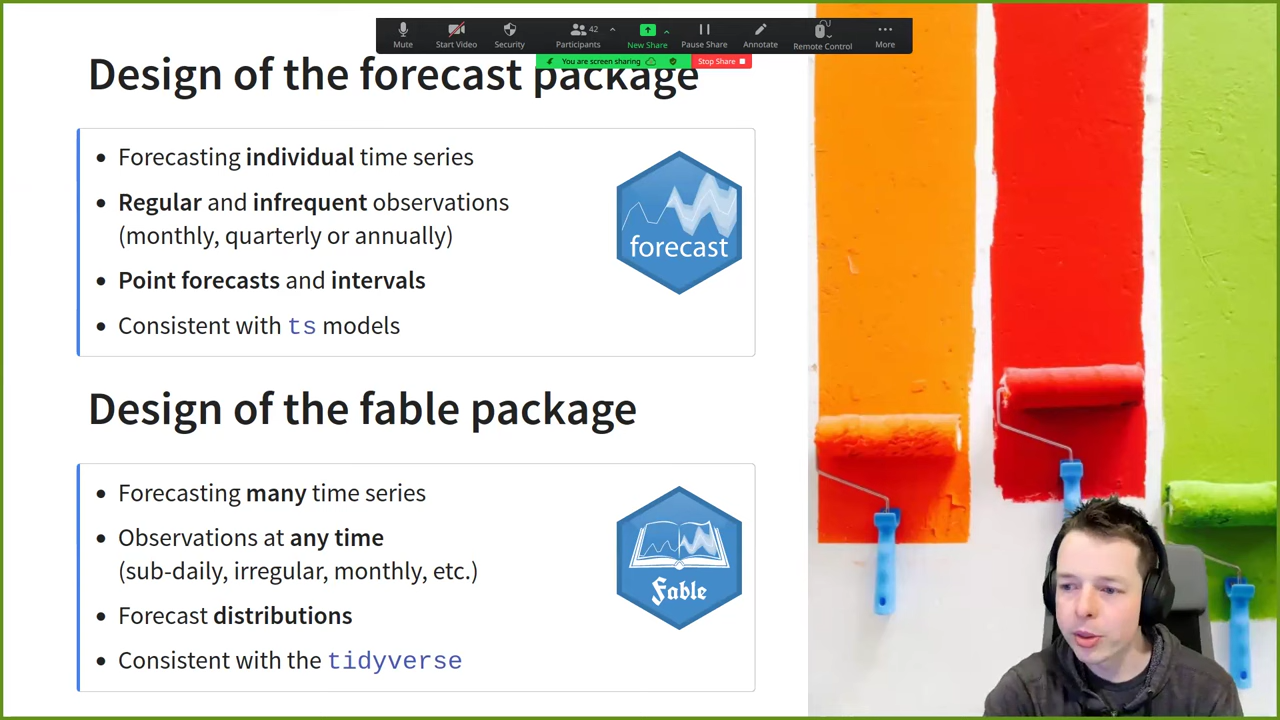 Mute
Start Video
Security
Participants
42
New Share
Pause Share
Annotate
Remote Control
More
You are screen sharing
Stop Share
Design of the forecast package
• Forecasting individual time series
• Regular and infrequent observations
(monthly, quarterly or annually)
• Point forecasts and intervals
• Consistent with ts models
forecast
Design of the fable package
• Forecasting many time series
• Observations at any time
(sub-daily, irregular, monthly, etc.)
• Forecast distributions
• Consistent with the tidyverse
Fable